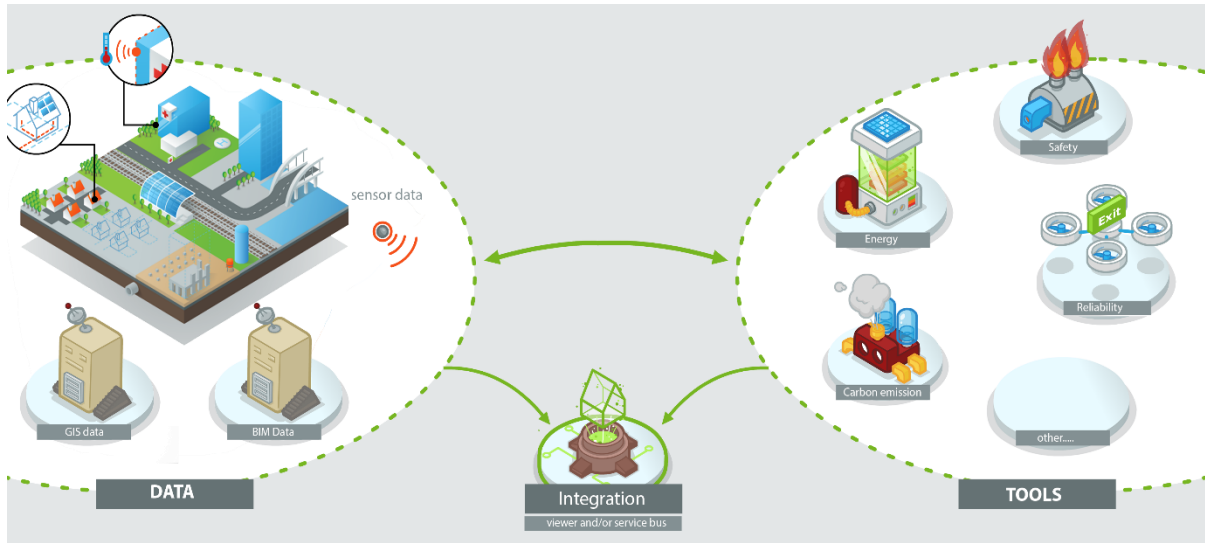 sensor data
GIS data
BIM Data
DATA
Integration
viewer and/or service bus
Safety
Energy
Exit
Reliability
Carbon emission
other.....
TOOLS